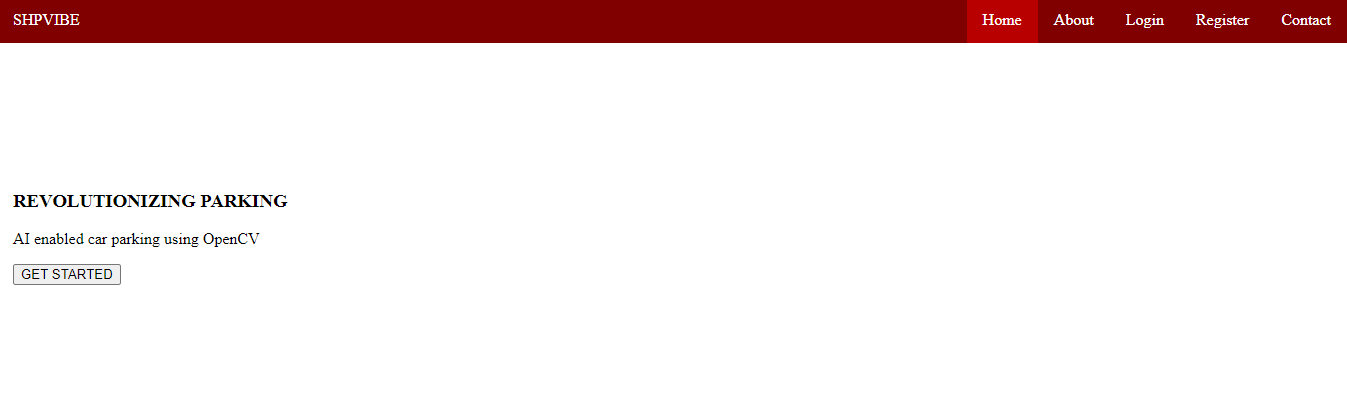 SHPVIBE Home About Login Register Contact
REVOLUTIONIZING PARKING
AI enabled car parking using OpenCV
GET STARTED